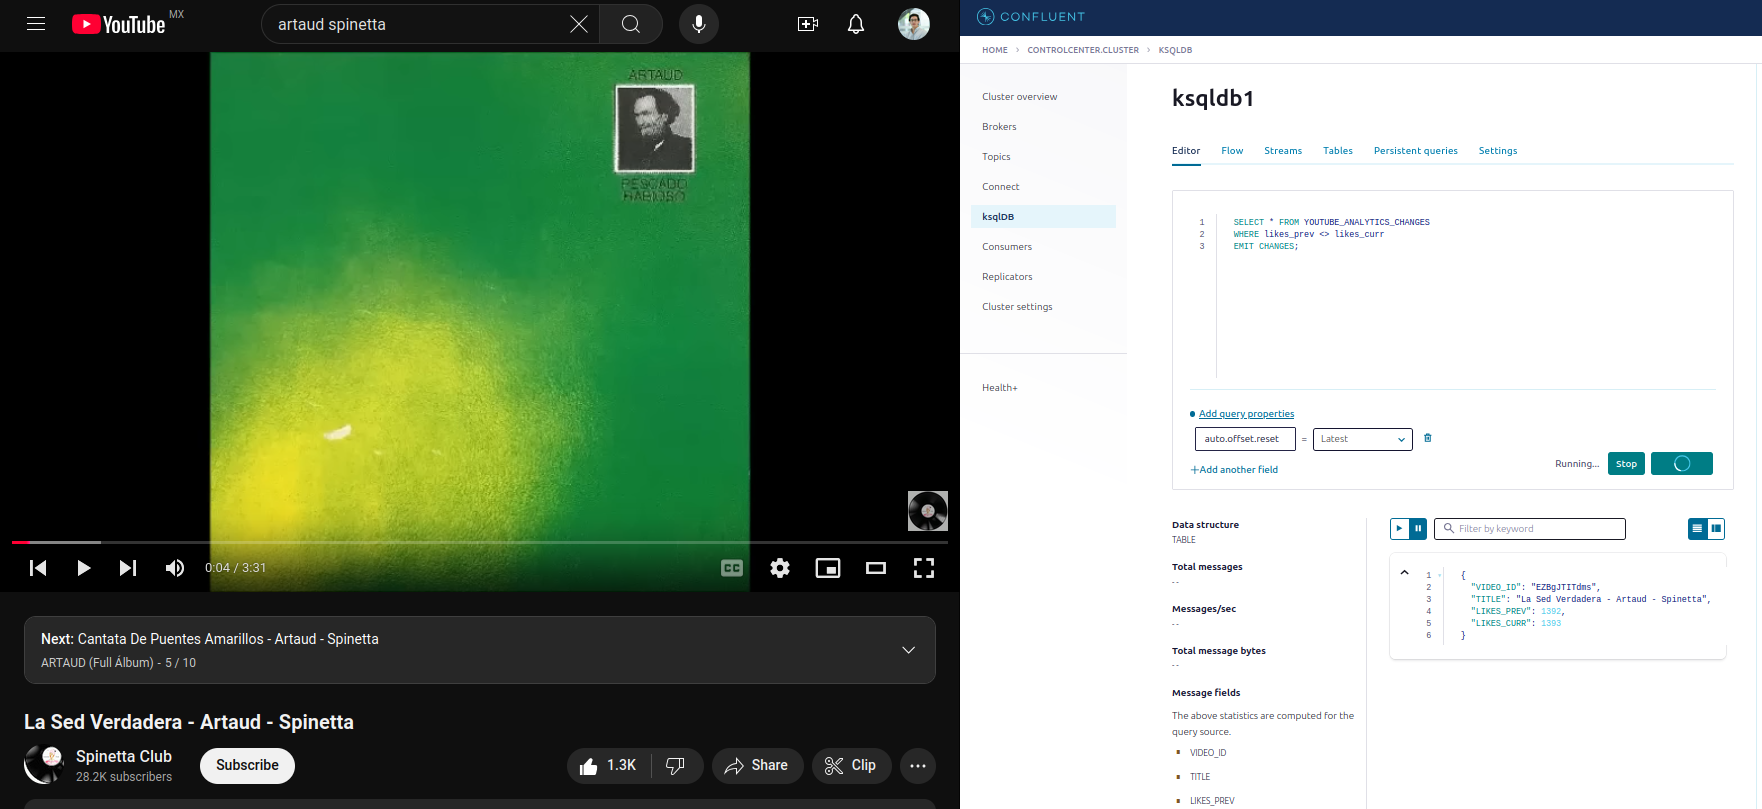 YouTube MX
artaud spinetta
ARTAUD
PESCADO
RABIOSO
CC
0:04 / 3:31
Next: Cantata De Puentes Amarillos - Artaud - Spinetta
ARTAUD (Full Álbum) - 5 / 10
La Sed Verdadera - Artaud - Spinetta
Spinetta Club
28.2K subscribers
Subscribe
1.3K
Share
Clip
CONFLUENT
HOME > CONTROLCENTER.CLUSTER > KSQLDB
Cluster overview
Brokers
Topics
Connect
ksqlDB
Consumers
Replicators
Cluster settings
Health+
ksqldb1
Editor Flow Streams Tables Persistent queries Settings
1 SELECT * FROM YOUTUBE_ANALYTICS_CHANGES
2 WHERE likes_prev <> likes_curr
3 EMIT CHANGES;
Add query properties
auto.offset.reset = Latest
+Add another field
Running... Stop
Data structure
TABLE
Total messages
--
Messages/sec
--
Total message bytes
--
Message fields
The above statistics are computed for the
query source.
VIDEO_ID
TITLE
LIKES_PREV
Filter by keyword
1 {
2 "VIDEO_ID": "EZBgJTITdms",
3 "TITLE": "La Sed Verdadera - Artaud - Spinetta",
4 "LIKES_PREV": 1392,
5 "LIKES_CURR": 1393
6 }